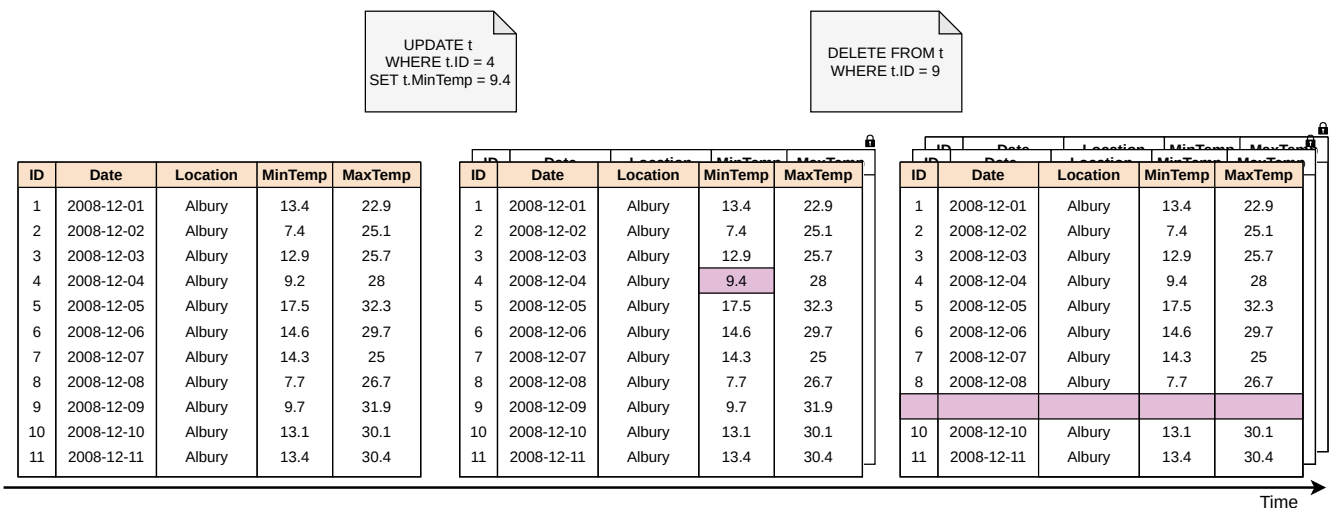 UPDATE t
WHERE t.ID = 4
SET t.MinTemp = 9.4
DELETE FROM t
WHERE t.ID = 9
ID Date Location MinTemp MaxTemp
ID Date Location MinTemp MaxTemp
ID Date Location MinTemp MaxTemp
ID Date Location MinTemp MaxTemp
1 2008-12-01 Albury 13.4 22.9
2 2008-12-02 Albury 7.4 25.1
3 2008-12-03 Albury 12.9 25.7
4 2008-12-04 Albury 9.2 28
5 2008-12-05 Albury 17.5 32.3
6 2008-12-06 Albury 14.6 29.7
7 2008-12-07 Albury 14.3 25
8 2008-12-08 Albury 7.7 26.7
9 2008-12-09 Albury 9.7 31.9
10 2008-12-10 Albury 13.1 30.1
11 2008-12-11 Albury 13.4 30.4
ID Date Location MinTemp MaxTemp
1 2008-12-01 Albury 13.4 22.9
2 2008-12-02 Albury 7.4 25.1
3 2008-12-03 Albury 12.9 25.7
4 2008-12-04 Albury 9.4 28
5 2008-12-05 Albury 17.5 32.3
6 2008-12-06 Albury 14.6 29.7
7 2008-12-07 Albury 14.3 25
8 2008-12-08 Albury 7.7 26.7
9 2008-12-09 Albury 9.7 31.9
10 2008-12-10 Albury 13.1 30.1
11 2008-12-11 Albury 13.4 30.4
ID Date Location MinTemp MaxTemp
1 2008-12-01 Albury 13.4 22.9
2 2008-12-02 Albury 7.4 25.1
3 2008-12-03 Albury 12.9 25.7
4 2008-12-04 Albury 9.4 28
5 2008-12-05 Albury 17.5 32.3
6 2008-12-06 Albury 14.6 29.7
7 2008-12-07 Albury 14.3 25
8 2008-12-08 Albury 7.7 26.7
10 2008-12-10 Albury 13.1 30.1
11 2008-12-11 Albury 13.4 30.4
Time